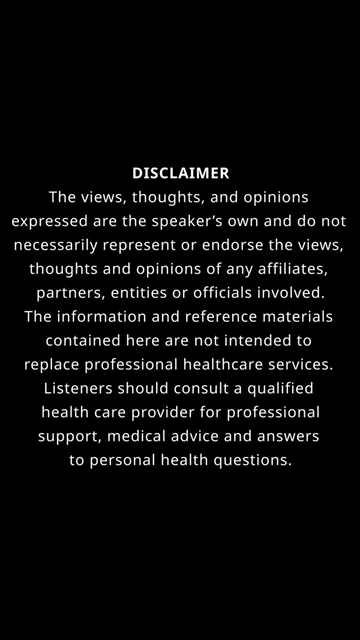 DISCLAIMER
The views, thoughts, and opinions
expressed are the speaker's own and do not
necessarily represent or endorse the views,
thoughts and opinions of any affiliates,
partners, entities or officials involved.
The information and reference materials
contained here are not intended to
replace professional healthcare services.
Listeners should consult a qualified
health care provider for professional
support, medical advice and answers
to personal health questions.